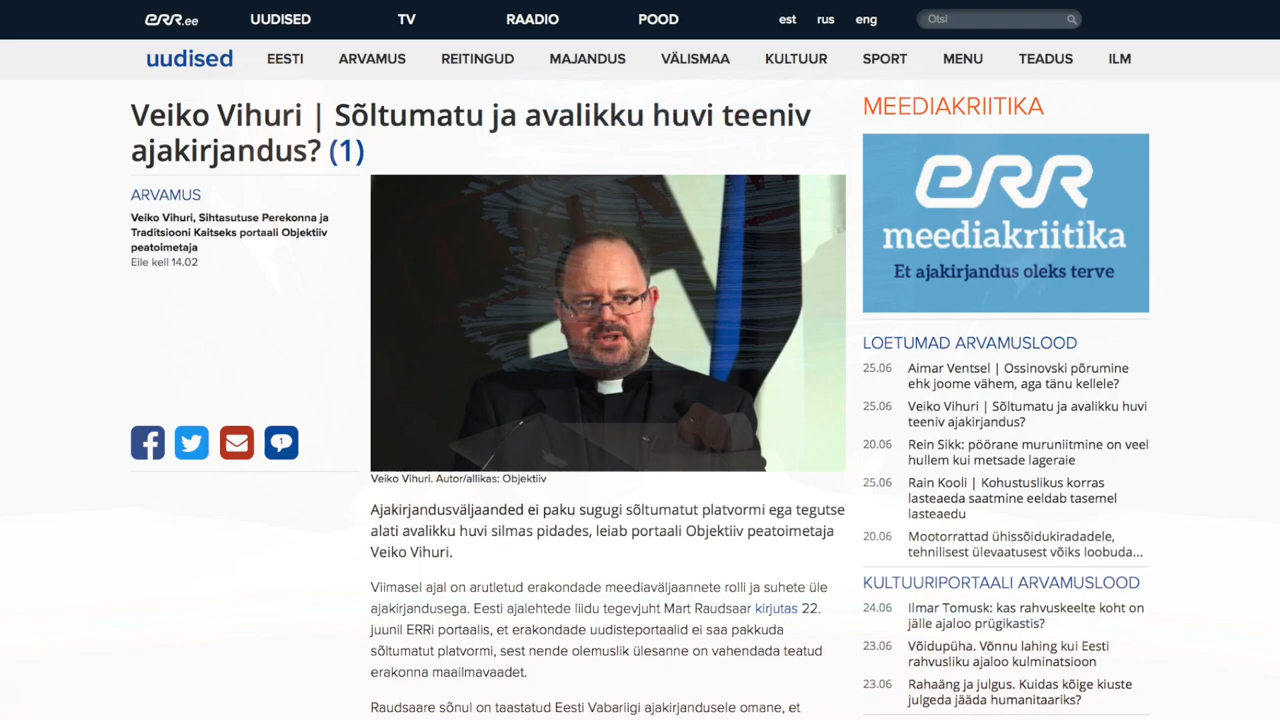 err.ee UUDISED TV RAADIO POOD est rus eng Otsi
uudised EESTI ARVAMUS REITINGUD MAJANDUS VÄLISMAA KULTUUR SPORT MENU TEADUS ILM
Veiko Vihuri | Sõltumatu ja avalikku huvi teeniv
ajakirjandus? (1)
ARVAMUS
Veiko Vihuri, Sihtasutuse Perekonna ja
Traditsiooni Kaitseks portaali Objektiiv
peatoimetaja
Eile kell 14.02
1
Veiko Vihuri. Autor/allikas: Objektiiv
Ajakirjandusväljaanded ei paku sugugi sõltumatut platvormi ega tegutse
alati avalikku huvi silmas pidades, leiab portaali Objektiiv peatoimetaja
Veiko Vihuri.
Viimasel ajal on arutletud erakondade meediaväljaannete rolli ja suhete üle
ajakirjandusega. Eesti ajalehtede liidu tegevjuht Mart Raudsaar kirjutas 22.
juunil ERRi portaalis, et erakondade uudisteportaalid ei saa pakkuda
sõltumatut platvormi, sest nende olemuslik ülesanne on vahendada teatud
erakonna maailmavaadet.
Raudsaare sõnul on taastatud Eesti Vabariigi ajakirjandusele omane, et
MEEDIAKRIITIKA
err
meediakriitika
Et ajakirjandus oleks terve
LOETUMAD ARVAMUSLOOD
25.06 Aimar Ventsel | Ossinovski põrumine
ehk joome vähem, aga tänu kellele?
25.06 Veiko Vihuri | Sõltumatu ja avalikku huvi
teeniv ajakirjandus?
20.06 Rein Sikk: pöörane muruniitmine on veel
hullem kui metsade lageraie
25.06 Rain Kooli | Kohustuslikus korras
lasteaeda saatmine eeldab tasemel
lasteaedu
20.06 Mootorrattad ühissõidukiradadele,
tehnilisest ülevaatusest võiks loobuda...
KULTUURIPORTAALI ARVAMUSLOOD
24.06 Ilmar Tomusk: kas rahvuskeelte koht on
jälle ajaloo prügikastis?
23.06 Võidupüha. Võnnu lahing kui Eesti
rahvusliku ajaloo kulminatsioon
23.06 Rahaäng ja julgus. Kuidas kõige kiuste
julgeda jääda humanitaariks?